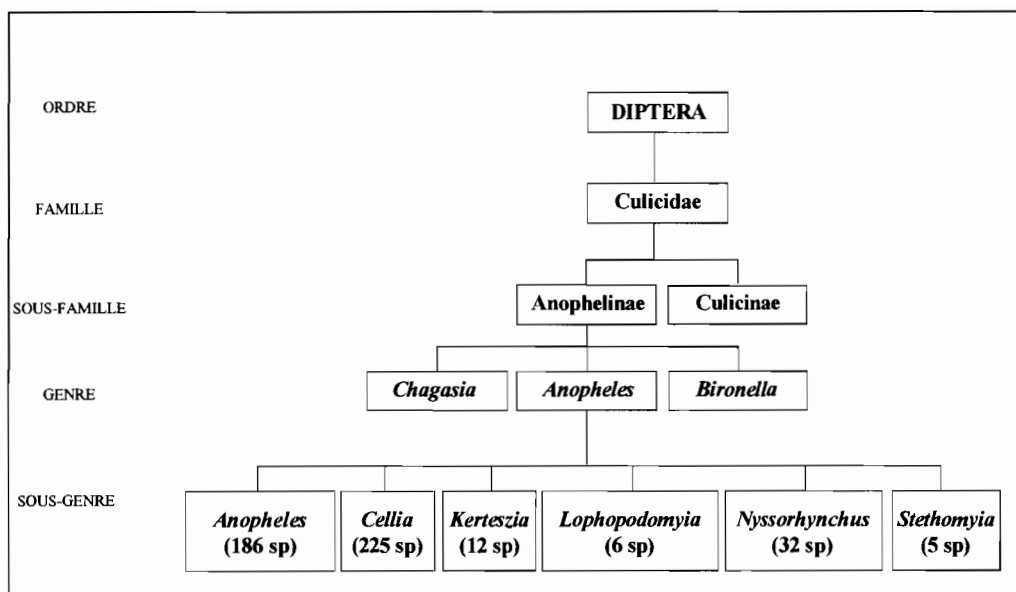 ORDRE
DIPTERA
FAMILLE
Culicidae
SOUS-FAMILLE
Anophelinae
Culicinae
GENRE
Chagasia
Anopheles
Bironella
SOUS-GENRE
Anopheles
(186 sp)
Cellia
(225 sp)
Kerteszia
(12 sp)
Lophopodomyia
(6 sp)
Nyssorhynchus
(32 sp)
Stethomyia
(5 sp)